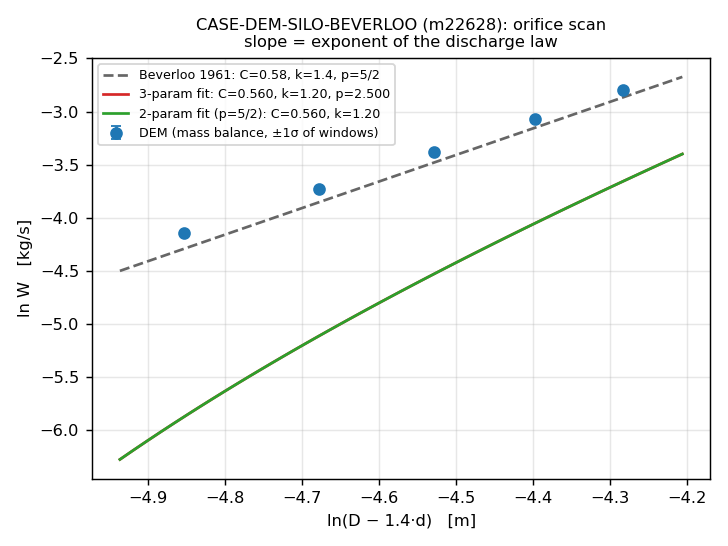 CASE-DEM-SILO-BEVERLOO (m22628): orifice scan
slope = exponent of the discharge law
Beverloo 1961: C=0.58, k=1.4, p=5/2
3-param fit: C=0.560, k=1.20, p=2.500
2-param fit (p=5/2): C=0.560, k=1.20
DEM (mass balance, ±1σ of windows)
ln W [kg/s]
−2.5
−3.0
−3.5
−4.0
−4.5
−5.0
−5.5
−6.0
−4.9 −4.8 −4.7 −4.6 −4.5 −4.4 −4.3 −4.2
ln(D − 1.4·d) [m]